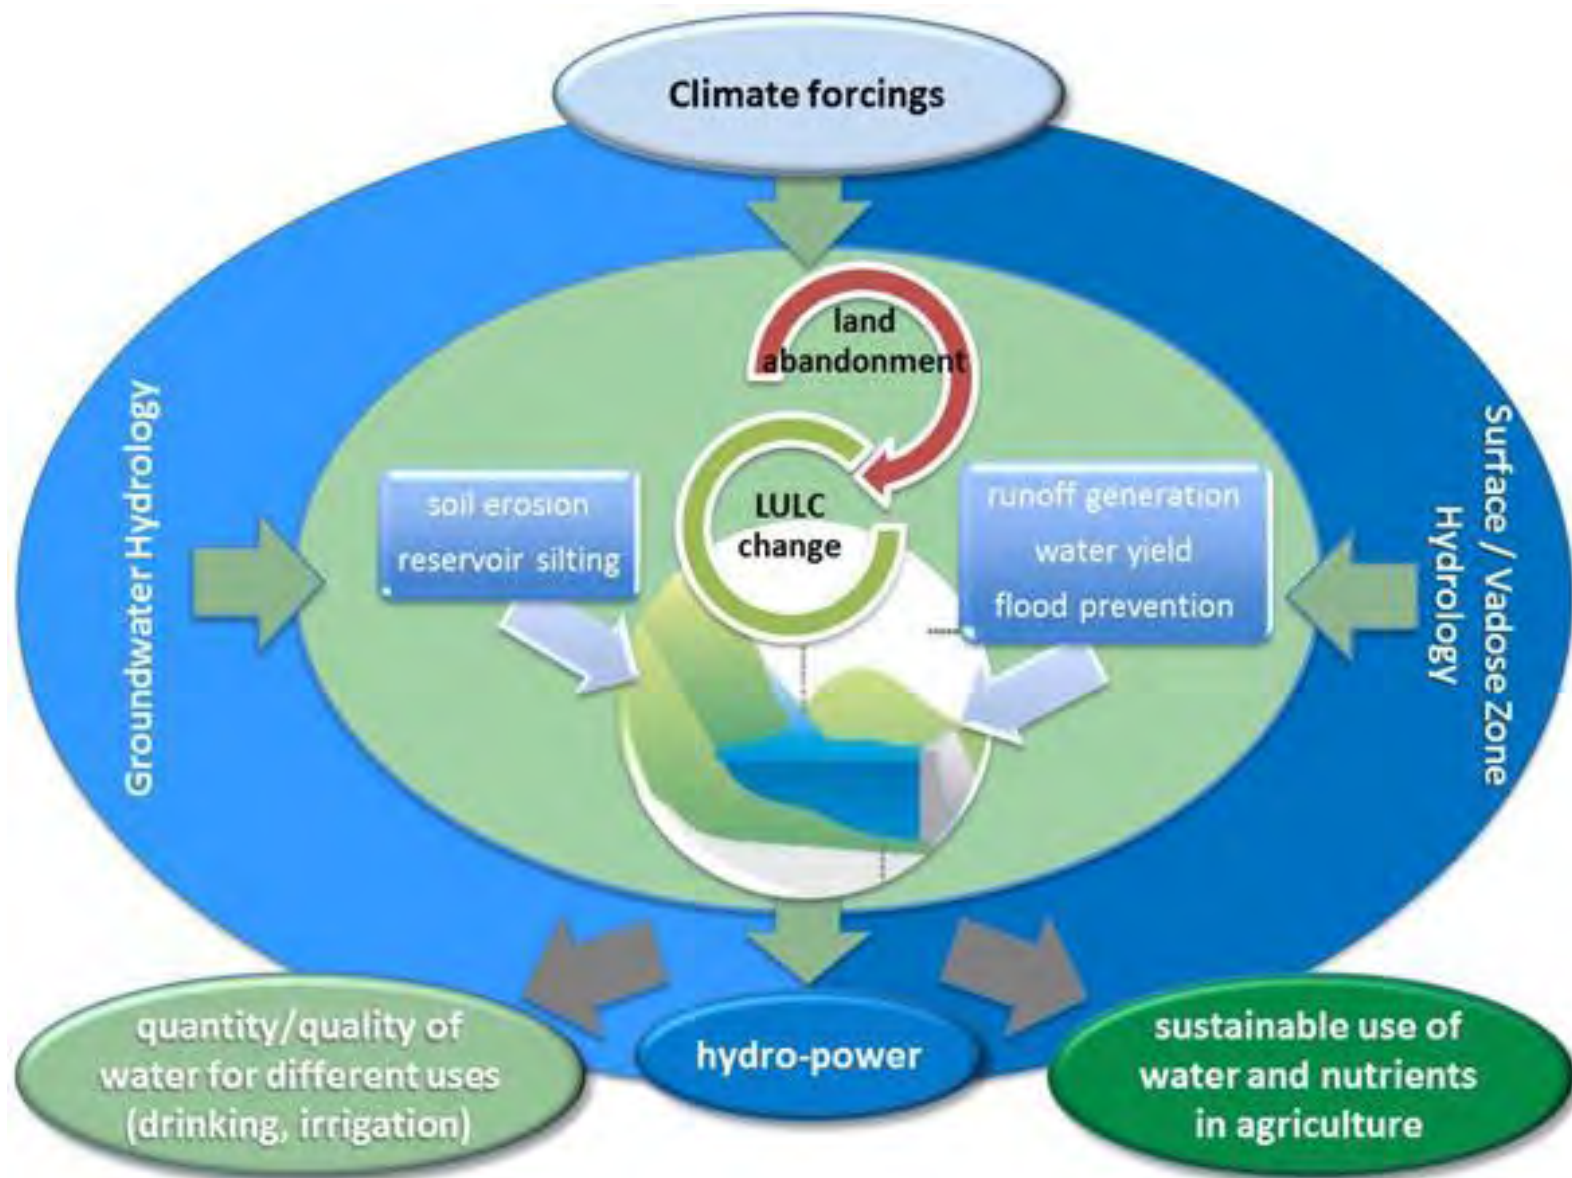 Climate forcings
land
abandonment
LULC
change
soil erosion
reservoir silting
runoff generation
water yield
flood prevention
Groundwater Hydrology
Surface / Vadose Zone
Hydrology
quantity/quality of
water for different uses
(drinking, irrigation)
hydro-power
sustainable use of
water and nutrients
in agriculture